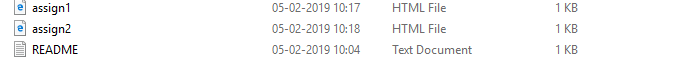 assign1 05-02-2019 10:17 HTML File 1 KB
assign2 05-02-2019 10:18 HTML File 1 KB
README 05-02-2019 10:04 Text Document 1 KB